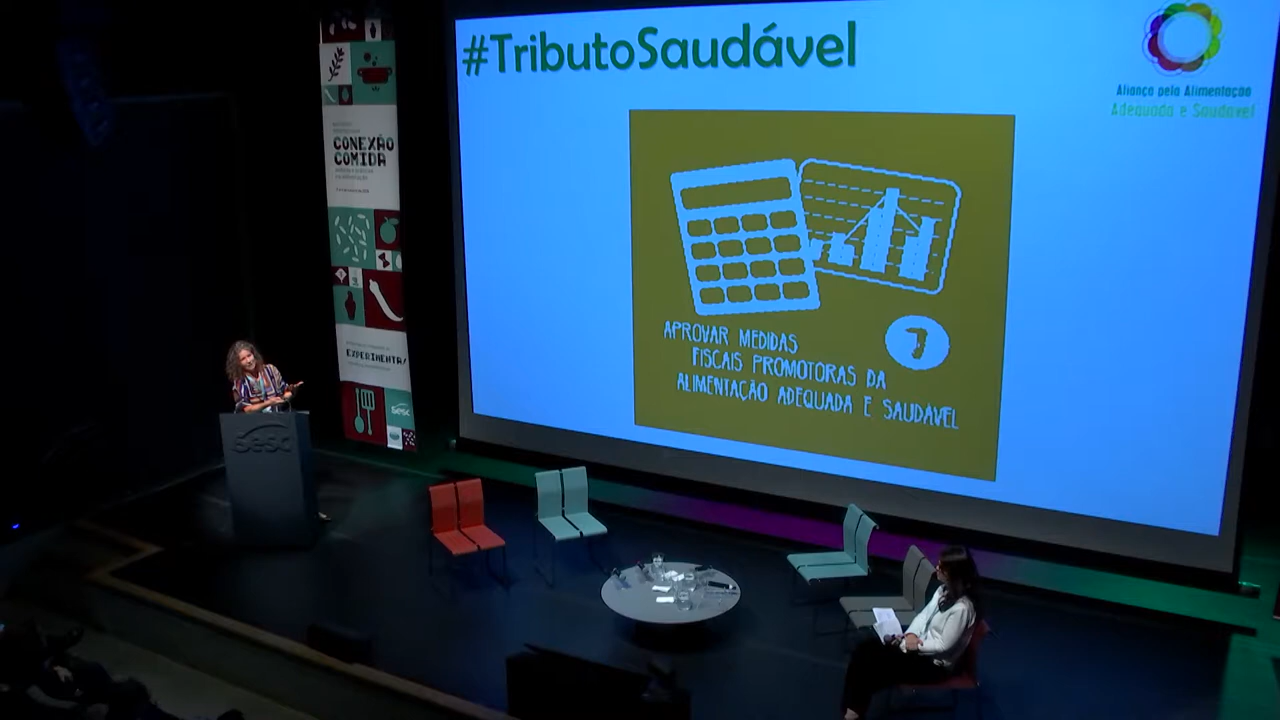 #TributoSaudável
Aliança pela Alimentação
Adequada e Saudável
APROVAR MEDIDAS
FISCAIS PROMOTORAS DA
ALIMENTAÇÃO ADEQUADA E SAUDÁVEL
7
CONEXÃO
COMIDA
EXPERIMENTA!
Sesc
sesc